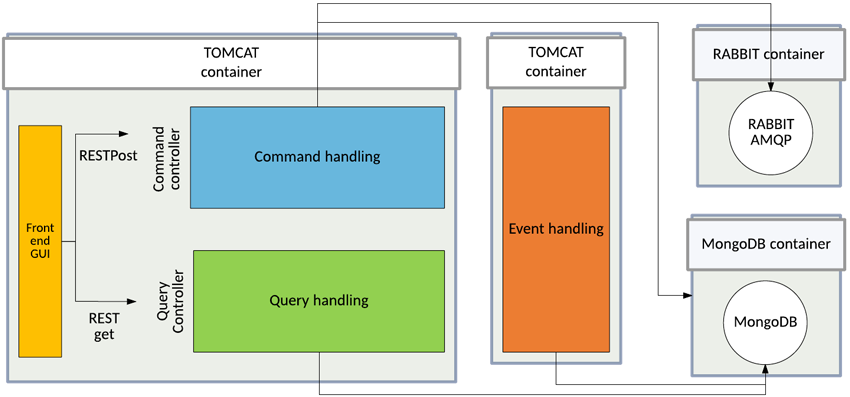 TOMCAT
container
RESTPost
Command
controller
Command handling
Front
end
GUI
REST
get
Query
Controller
Query handling
TOMCAT
container
Event handling
RABBIT container
RABBIT
AMQP
MongoDB container
MongoDB